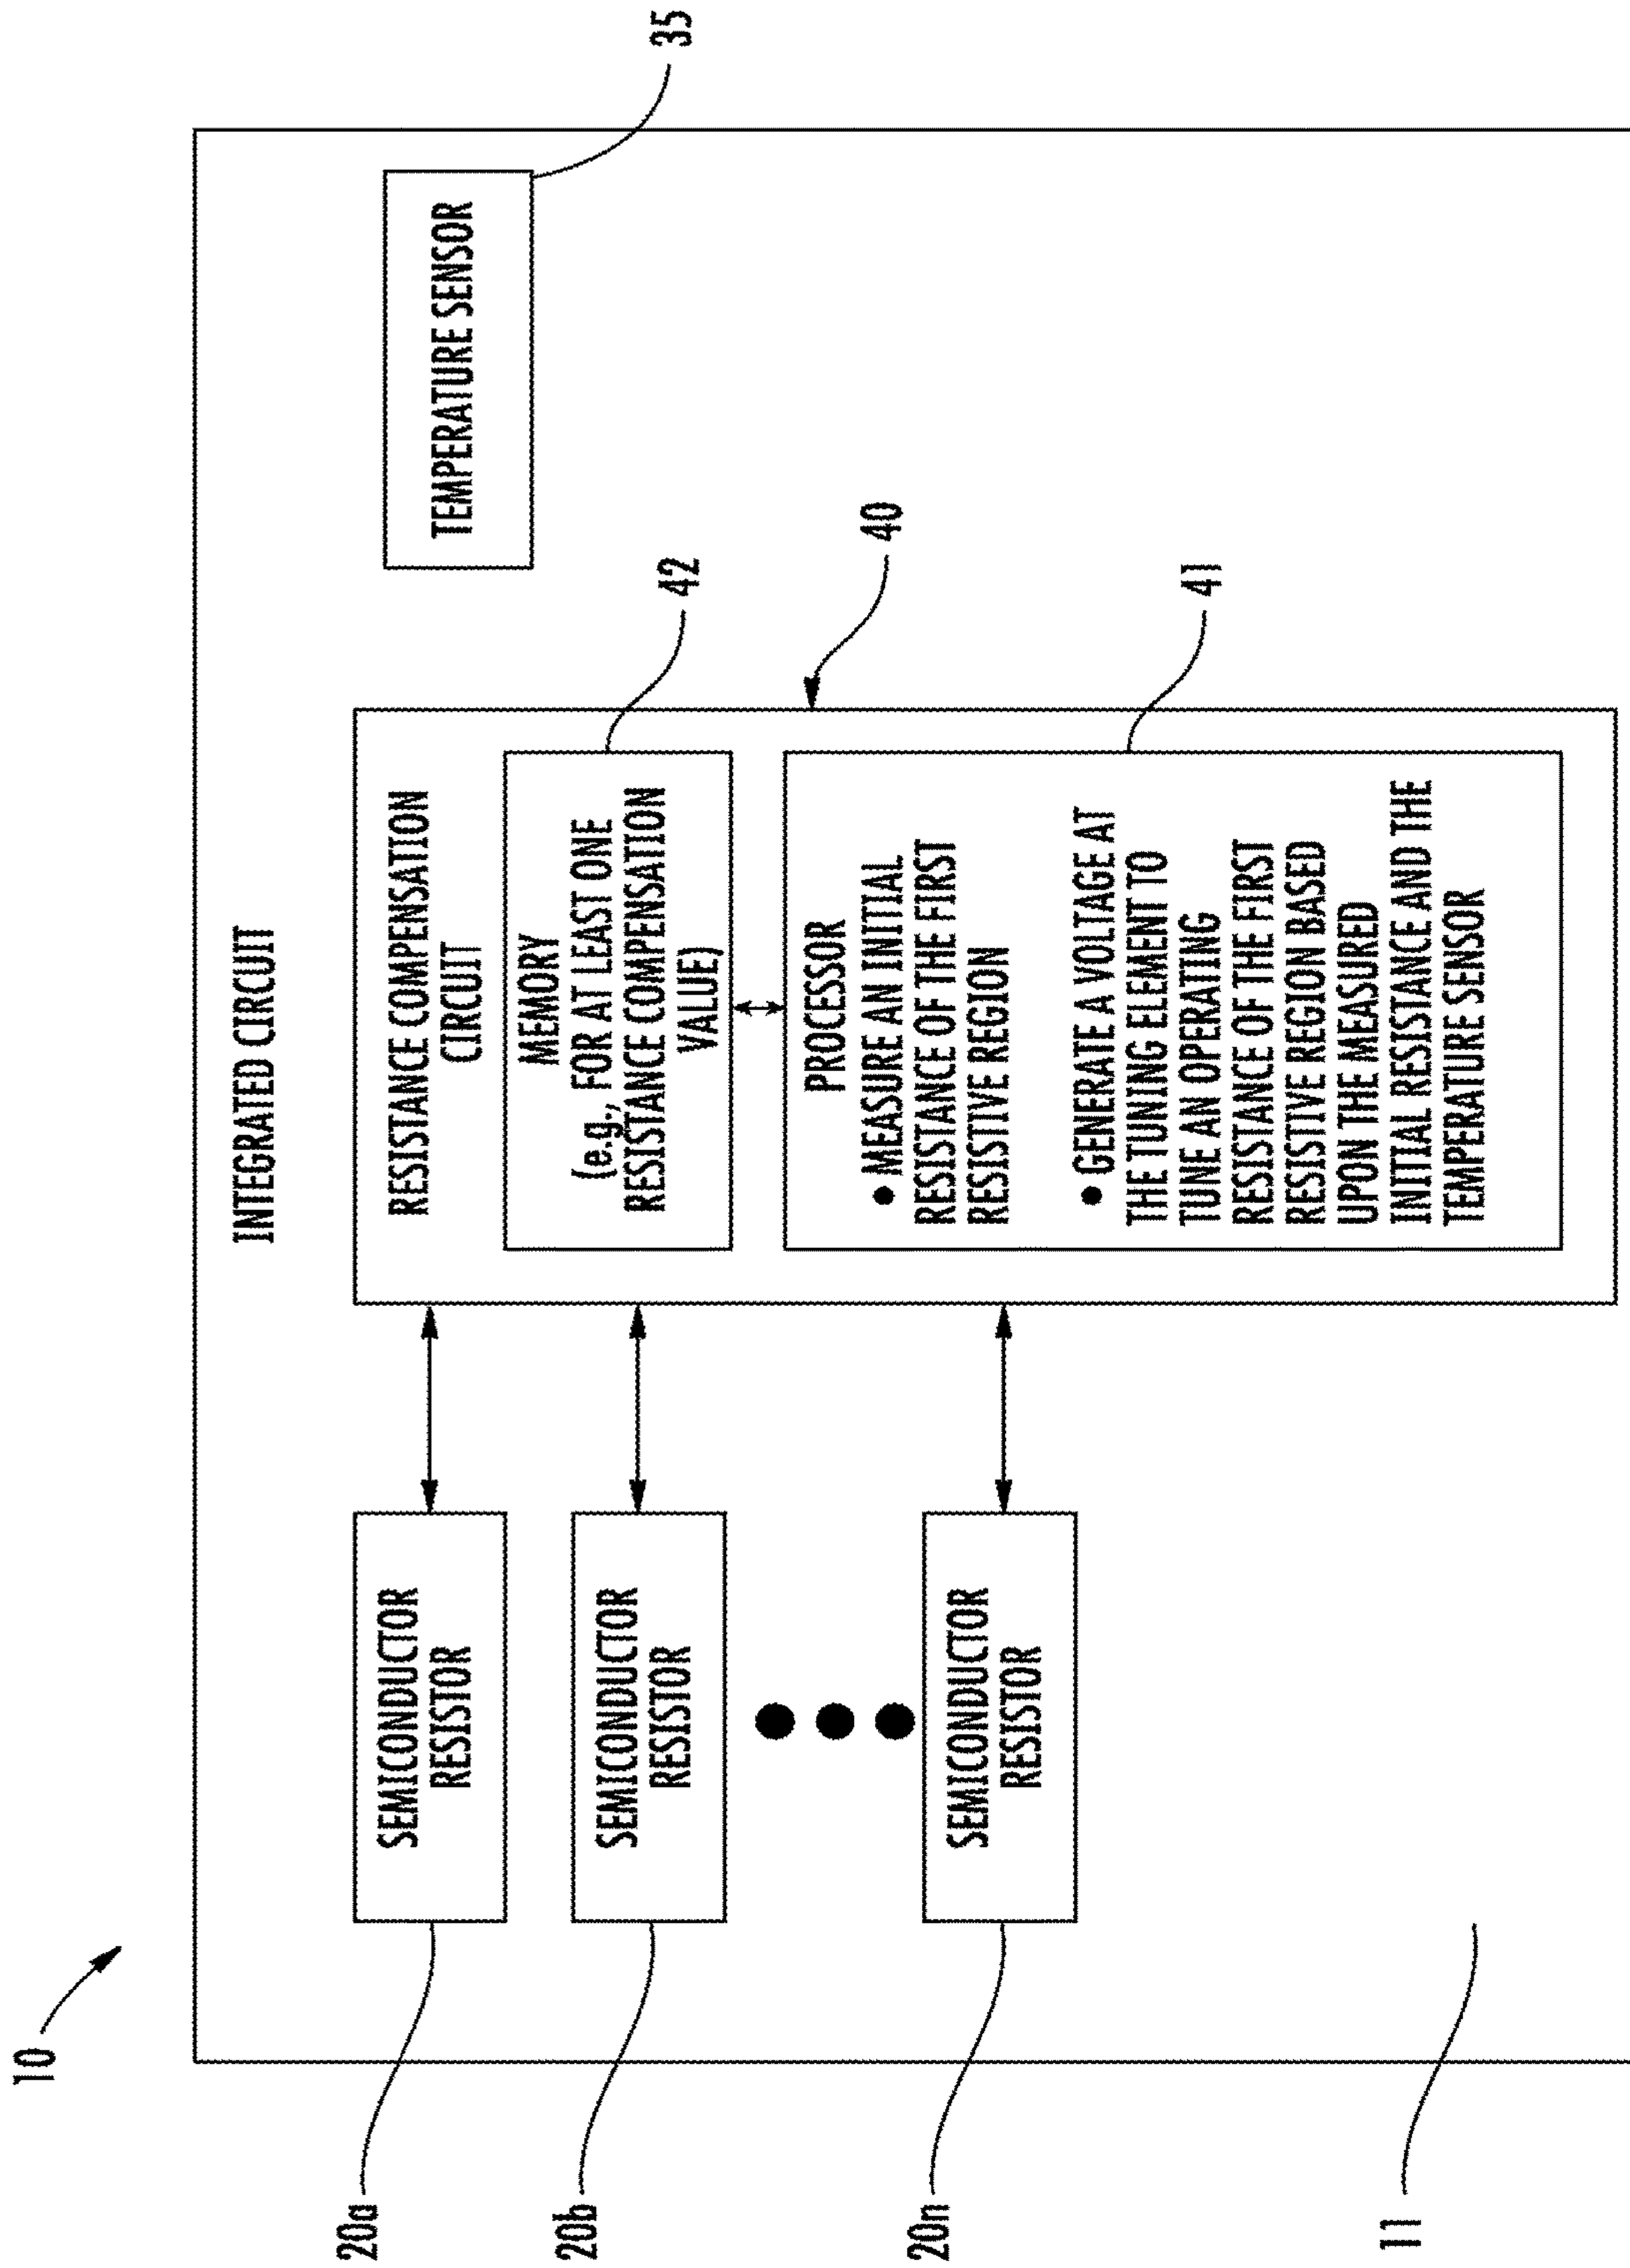 10
INTEGRATED CIRCUIT
20a
SEMICONDUCTOR
RESISTOR
20b
SEMICONDUCTOR
RESISTOR
20n
SEMICONDUCTOR
RESISTOR
11
RESISTANCE COMPENSATION
CIRCUIT
MEMORY
(e.g., FOR AT LEAST ONE
RESISTANCE COMPENSATION
VALUE)
42
40
PROCESSOR
● MEASURE AN INITIAL
RESISTANCE OF THE FIRST
RESISTIVE REGION
● GENERATE A VOLTAGE AT
THE TUNING ELEMENT TO
TUNE AN OPERATING
RESISTANCE OF THE FIRST
RESISTIVE REGION BASED
UPON THE MEASURED
INITIAL RESISTANCE AND THE
TEMPERATURE SENSOR
41
TEMPERATURE SENSOR
35